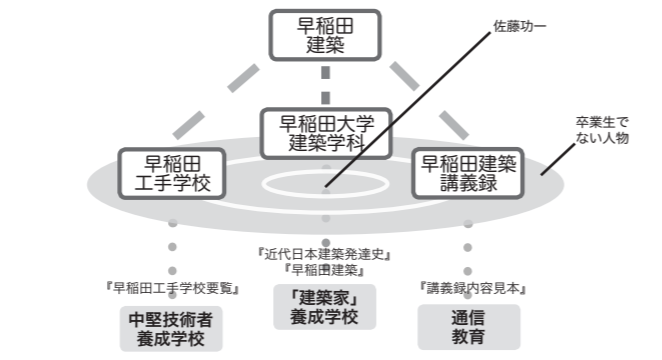 早稲田
建築
佐藤功一
早稲田大学
建築学科
卒業生で
ない人物
早稲田
工手学校
早稲田建築
講義録
『近代日本建築発達史』
『早稲田建築』
『早稲田工手学校要覧』
『講義録内容見本』
「建築家」
養成学校
中堅技術者
養成学校
通信
教育